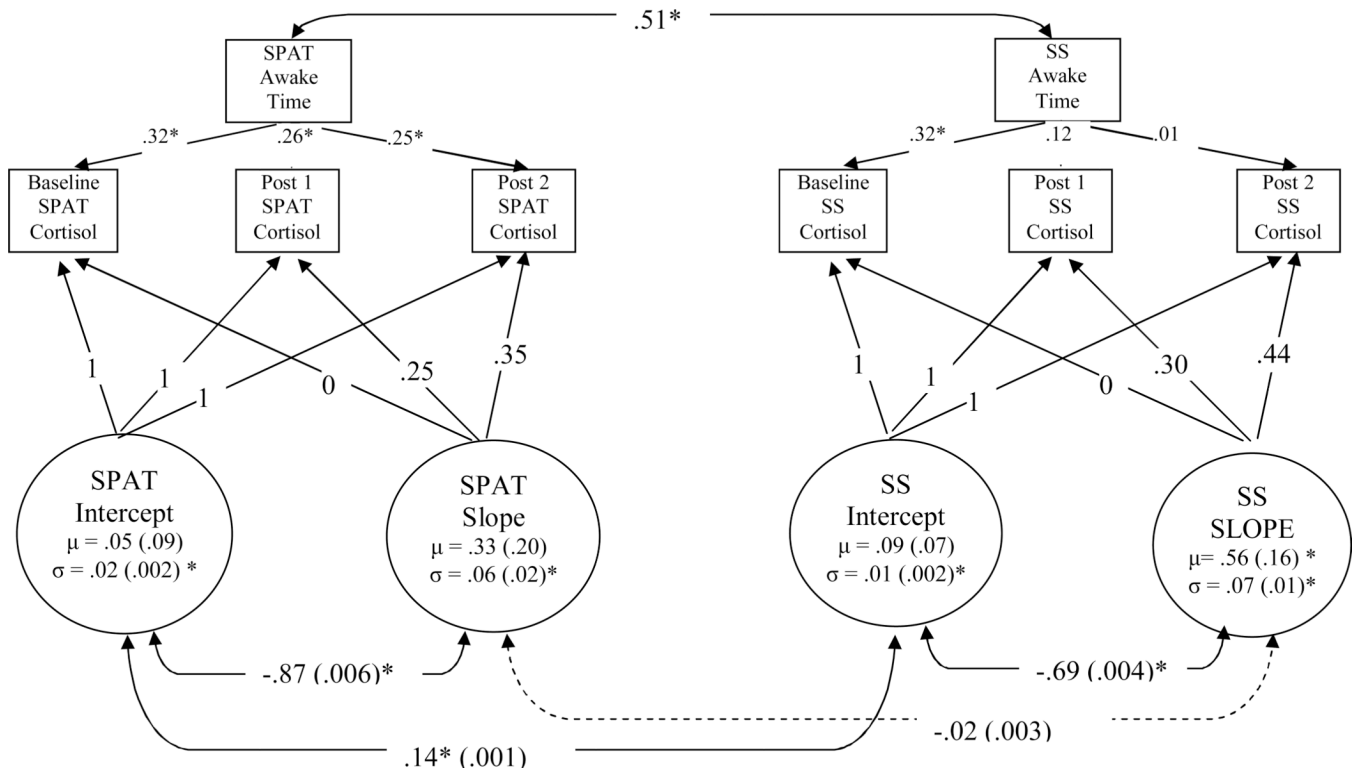 .51*
SPAT
Awake
Time
SS
Awake
Time
.32*
.26*
.25*
.32*
.12
.01
Baseline
SPAT
Cortisol
Post 1
SPAT
Cortisol
Post 2
SPAT
Cortisol
Baseline
SS
Cortisol
Post 1
SS
Cortisol
Post 2
SS
Cortisol
1
1
1
0
.25
.35
1
1
1
0
.30
.44
SPAT
Intercept
μ = .05 (.09)
σ = .02 (.002) *
SPAT
Slope
μ = .33 (.20)
σ = .06 (.02)*
SS
Intercept
μ = .09 (.07)
σ = .01 (.002)*
SS
SLOPE
μ= .56 (.16) *
σ = .07 (.01)*
-.87 (.006)*
-.69 (.004)*
-.02 (.003)
.14* (.001)